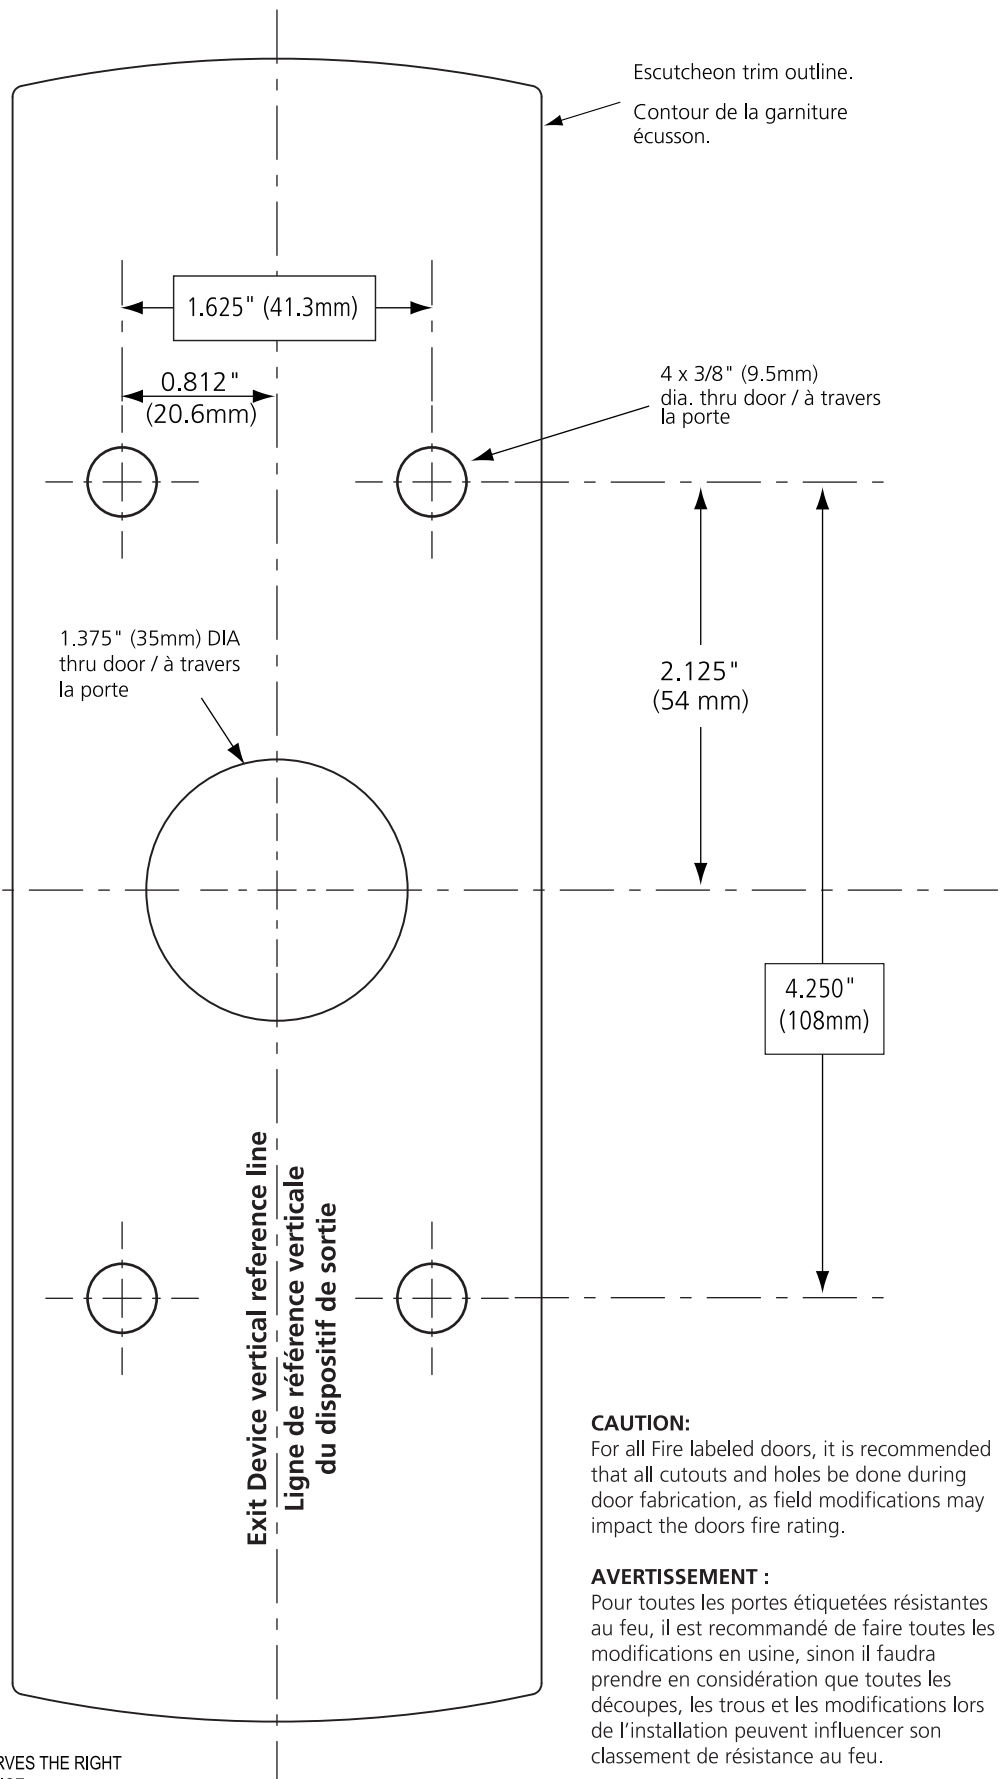 Escutcheon trim outline.
Contour de la garniture
écusson.
1.625" (41.3mm)
0.812"
(20.6mm)
4 x 3/8" (9.5mm)
dia. thru door / à travers
la porte
1.375" (35mm) DIA
thru door / à travers
la porte
2.125"
(54 mm)
4.250"
(108mm)
Exit Device vertical reference line
Ligne de référence verticale
du dispositif de sortie
CAUTION:
For all Fire labeled doors, it is recommended
that all cutouts and holes be done during
door fabrication, as field modifications may
impact the doors fire rating.
AVERTISSEMENT :
Pour toutes les portes étiquetées résistantes
au feu, il est recommandé de faire toutes les
modifications en usine, sinon il faudra
prendre en considération que toutes les
découpes, les trous et les modifications lors
de l'installation peuvent influencer son
classement de résistance au feu.
RVES THE RIGHT